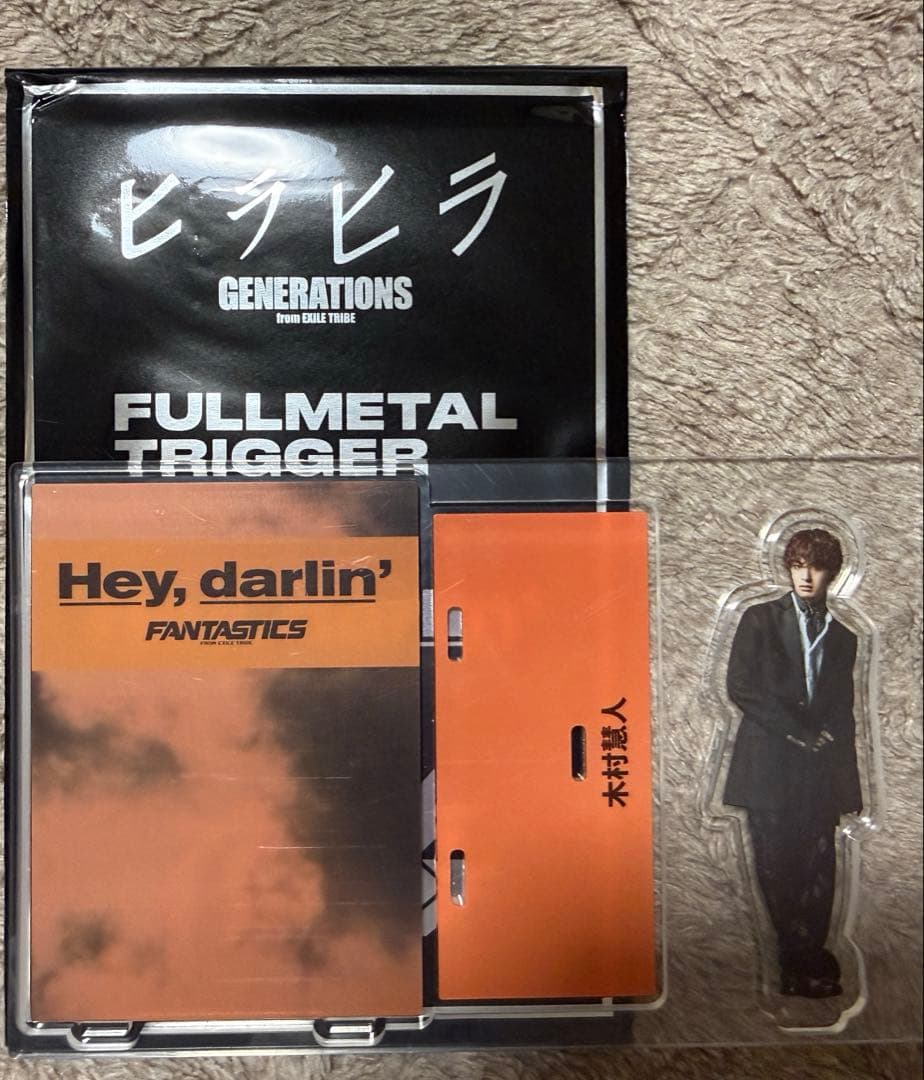 ヒラヒラ
GENERATIONS
from EXILE TRIBE
FULLMETAL
TRIGGER
Hey, darlin'
FANTASTICS
FROM EXILE TRIBE
木村慧人